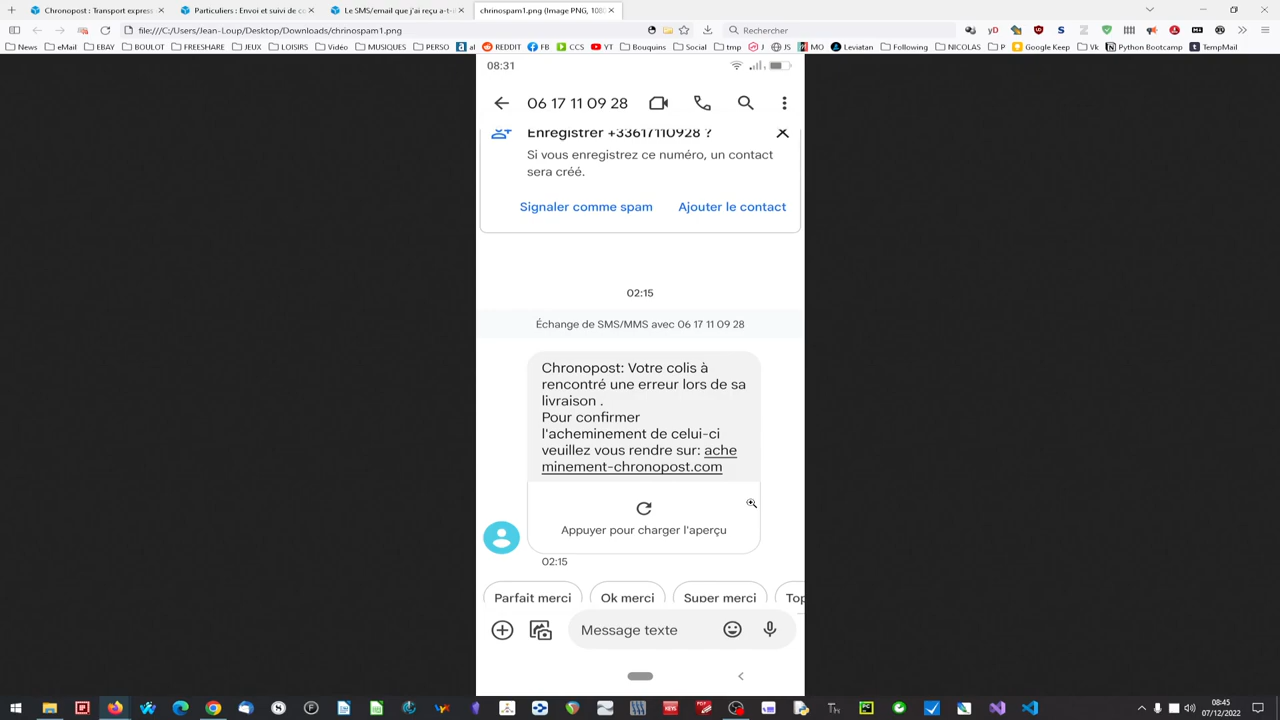 Chronopost : Transport express
Particuliers : Envoi et suivi de co
Le SMS/email que j'ai reçu a-t-il
chrinospam1.png (Image PNG, 108
file:///C:/Users/Jean-Loup/Desktop/Downloads/chrinospam1.png
Rechercher
News eMail EBAY BOULOT FREESHARE JEUX LOISIRS Vidéo MUSIQUES PERSO al REDDIT FB CCS YT Bouquins Social tmp J JS MO Leviatan Following NICOLAS P Google Keep Vk Python Bootcamp TempMail
08:31
06 17 11 09 28
Enregistrer +33617110928 ?
Si vous enregistrez ce numéro, un contact
sera créé.
Signaler comme spam Ajouter le contact
02:15
Échange de SMS/MMS avec 06 17 11 09 28
Chronopost: Votre colis à
rencontré une erreur lors de sa
livraison .
Pour confirmer
l'acheminement de celui-ci
veuillez vous rendre sur: ache
minement-chronopost.com
Appuyer pour charger l'aperçu
02:15
Parfait merci Ok merci Super merci Top
Message texte
08:45
07/12/2022